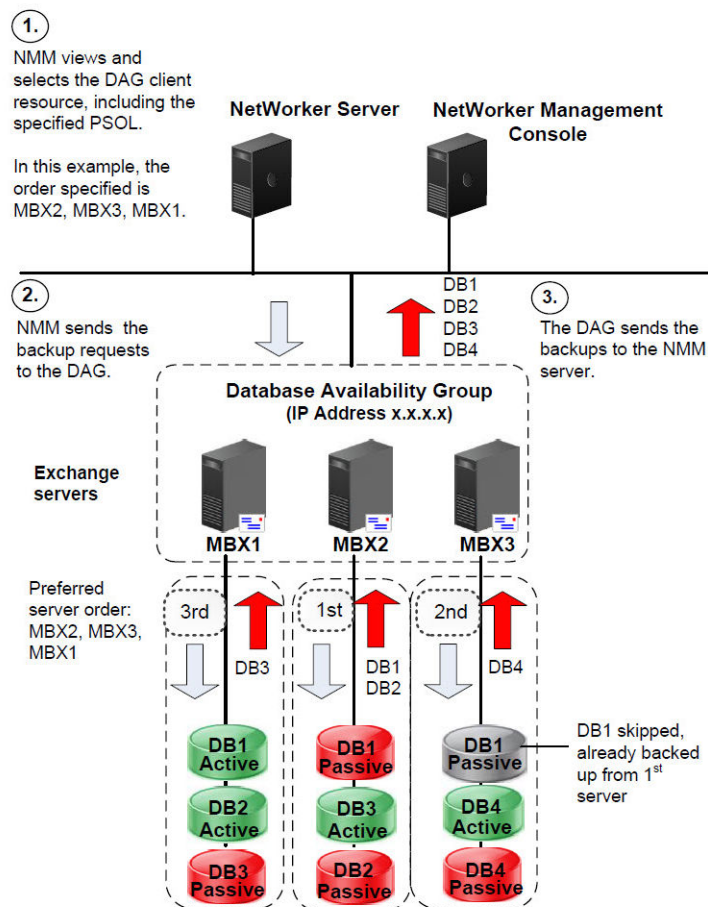 1.
NMM views and
selects the DAG client
resource, including the
specified PSOL.
In this example, the
order specified is
MBX2, MBX3, MBX1.
NetWorker Server
NetWorker Management
Console
2.
NMM sends the
backup requests
to the DAG.
DB1
DB2
DB3
DB4
3.
The DAG sends the
backups to the NMM
server.
Database Availability Group
(IP Address x.x.x.x)
Exchange
servers
MBX1
MBX2
MBX3
Preferred
server order:
MBX2, MBX3,
MBX1
3rd
DB3
1st
DB1
DB2
2nd
DB4
DB1
Active
DB2
Active
DB3
Passive
DB1
Passive
DB3
Active
DB2
Passive
DB1
Passive
DB4
Active
DB4
Passive
DB1 skipped,
already backed
up from 1st
server